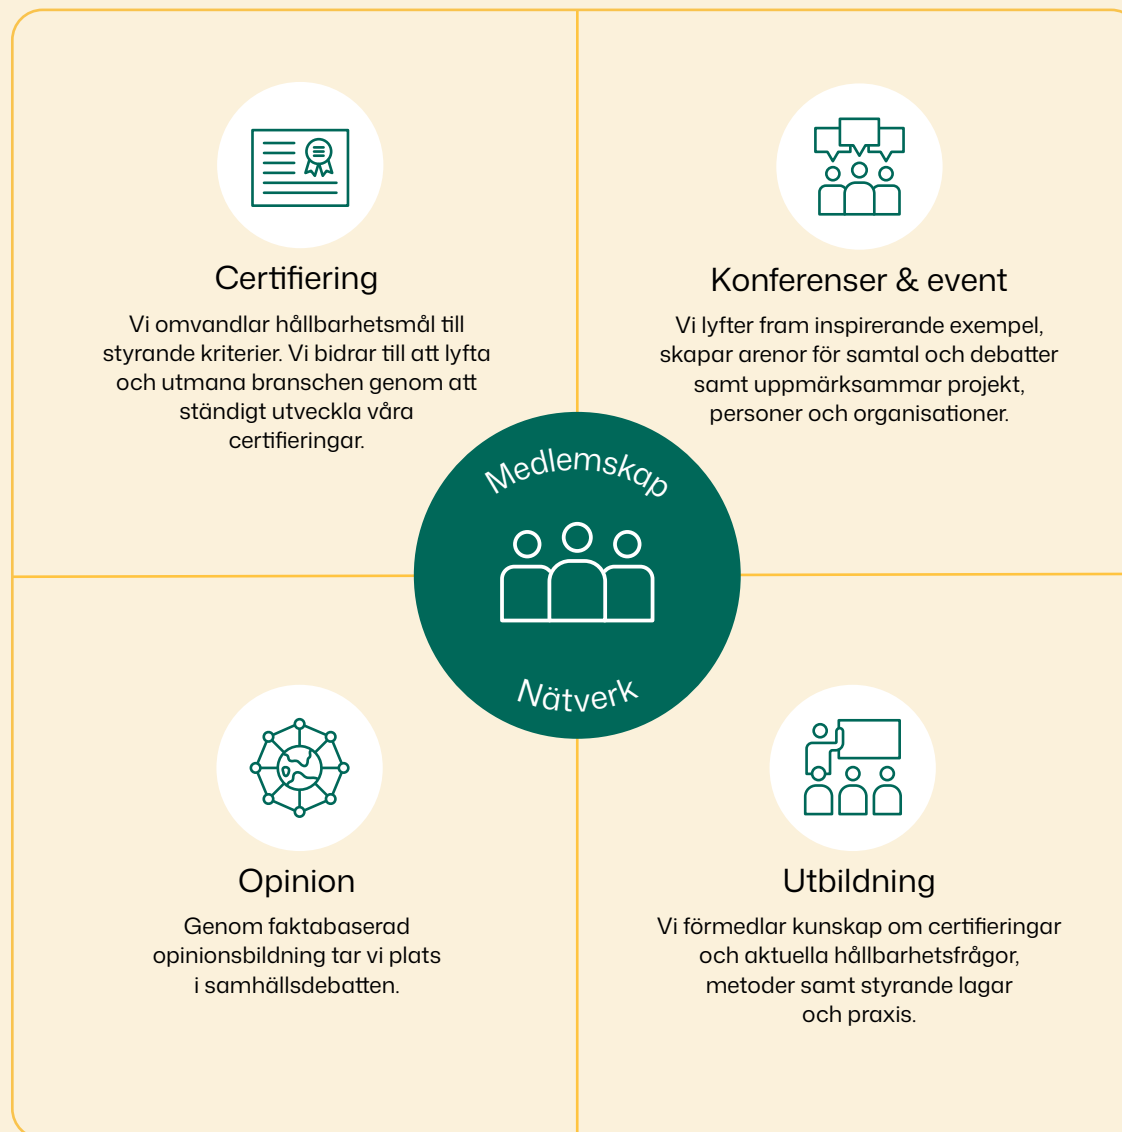 Certifiering
Vi omvandlar hållbarhetsmål till
styrande kriterier. Vi bidrar till att lyfta
och utmana branschen genom att
ständigt utveckla våra
certifieringar.
Konferenser & event
Vi lyfter fram inspirerande exempel,
skapar arenor för samtal och debatter
samt uppmärksammar projekt,
personer och organisationer.
Medlemskap
Nätverk
Opinion
Genom faktabaserad
opinionsbildning tar vi plats
i samhällsdebatten.
Utbildning
Vi förmedlar kunskap om certifieringar
och aktuella hållbarhetsfrågor,
metoder samt styrande lagar
och praxis.